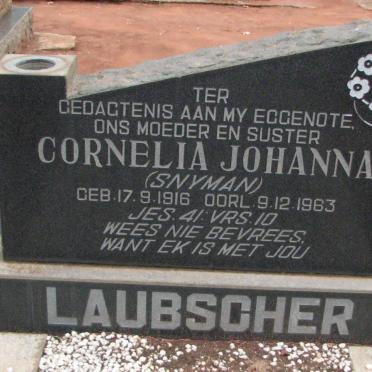 TER
GEDAGTENIS AAN MY EGGENOTE,
ONS MOEDER EN SUSTER
CORNELIA JOHANNA
(SNYMAN)
GEB. 17.9.1916 OORL. 9.12.1963
JES. 41: VRS. 10
WEES NIE BEVREES,
WANT EK IS MET JOU
LAUBSCHER